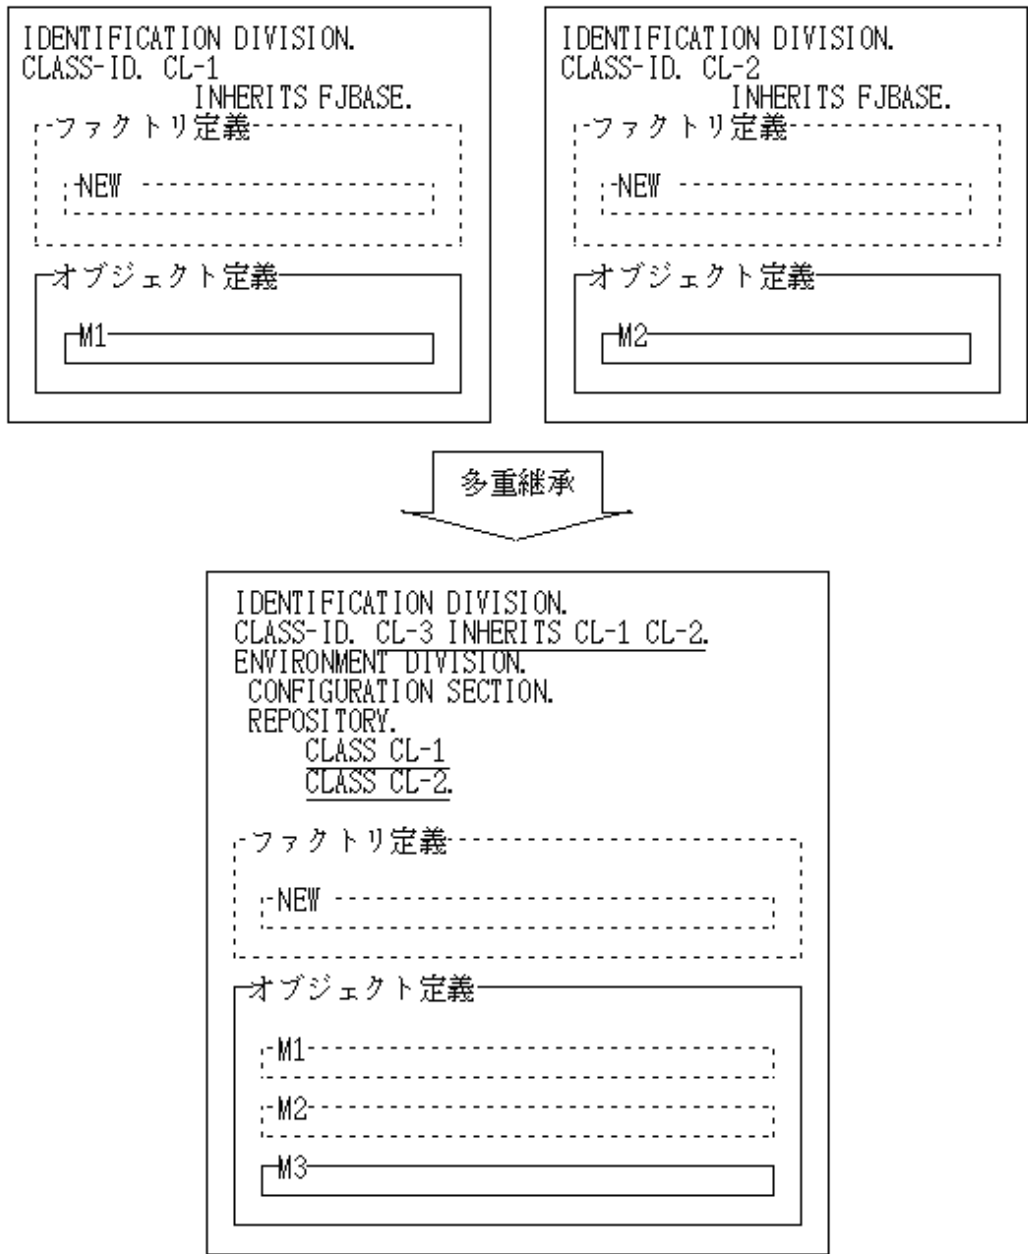 IDENTIFICATION DIVISION.
CLASS-ID. CL-1
INHERITS FJBASE.
ファクトリ定義
NEW
オブジェクト定義
M1
IDENTIFICATION DIVISION.
CLASS-ID. CL-2
INHERITS FJBASE.
ファクトリ定義
NEW
オブジェクト定義
M2
多重継承
IDENTIFICATION DIVISION.
CLASS-ID. CL-3 INHERITS CL-1 CL-2.
ENVIRONMENT DIVISION.
CONFIGURATION SECTION.
REPOSITORY.
CLASS CL-1
CLASS CL-2.
ファクトリ定義
NEW
オブジェクト定義
M1
M2
M3